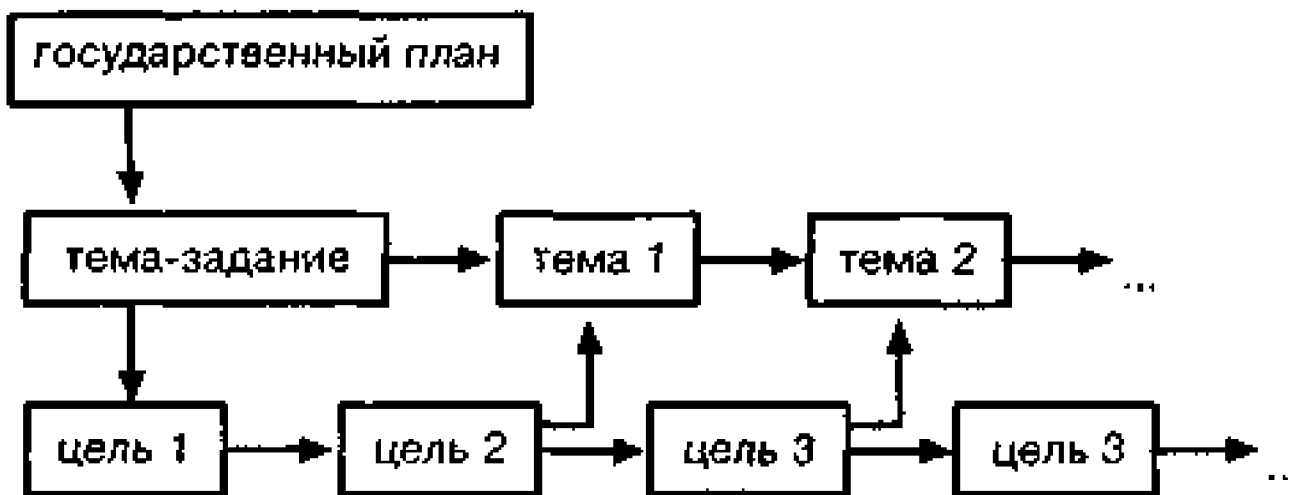 государственный план
тема-задание
тема 1
тема 2
...
цель 1
цель 2
цель 3
цель 3
..